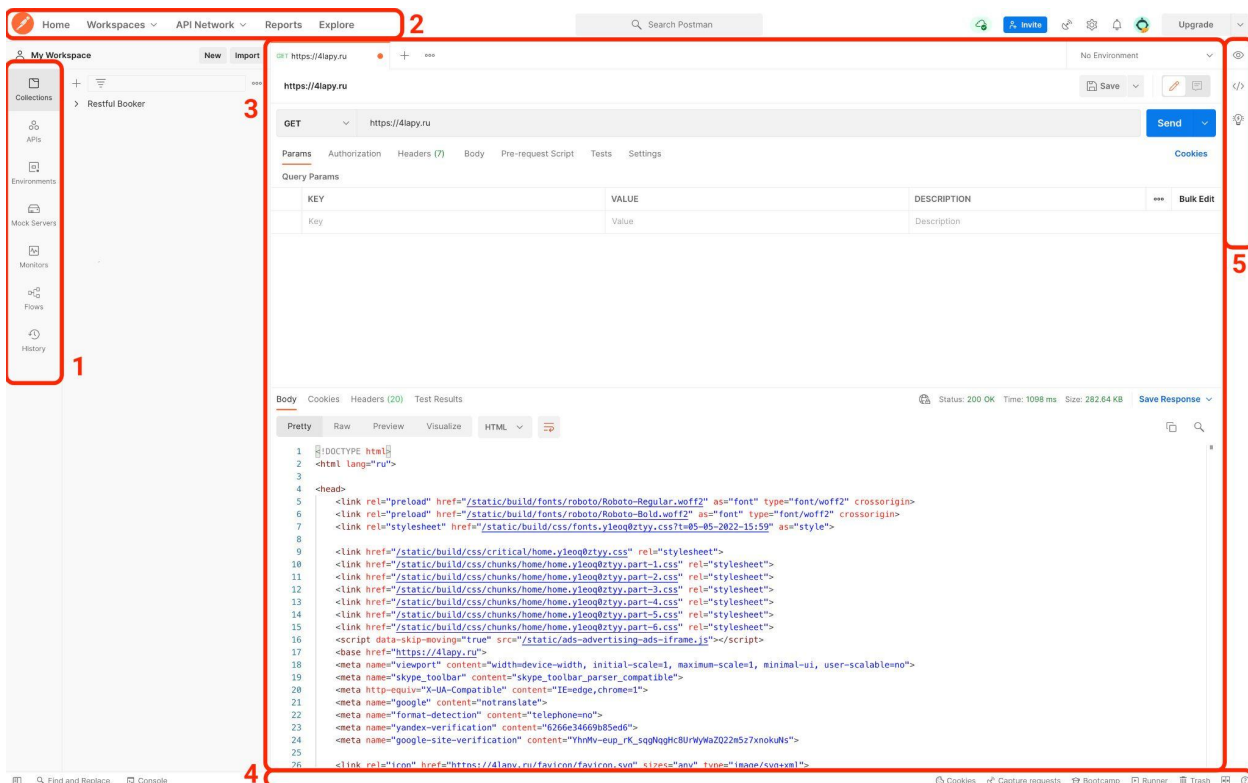 Home Workspaces API Network Reports Explore 2 Search Postman Invite Upgrade
My Workspace New Import GET https://4lapy.ru No Environment
Collections
APIs
Environments
Mock Servers
Monitors
Flows
History
1
Restful Booker
3
https://4lapy.ru Save
GET https://4lapy.ru Send
Params Authorization Headers (7) Body Pre-request Script Tests Settings Cookies
Query Params
KEY VALUE DESCRIPTION Bulk Edit
Key Value Description
5
Body Cookies Headers (20) Test Results Status: 200 OK Time: 1098 ms Size: 282.64 KB Save Response
Pretty Raw Preview Visualize HTML
1 <!DOCTYPE html>
2 <html lang="ru">
3
4 <head>
5 <link rel="preload" href="/static/build/fonts/roboto/Roboto-Regular.woff2" as="font" type="font/woff2" crossorigin>
6 <link rel="preload" href="/static/build/fonts/roboto/Roboto-Bold.woff2" as="font" type="font/woff2" crossorigin>
7 <link rel="stylesheet" href="/static/build/css/fonts.y1eoq0ztyy.css?t=05-05-2022-15:59" as="style">
8
9 <link href="/static/build/css/critical/home.y1eoq0ztyy.css" rel="stylesheet">
10 <link href="/static/build/css/chunks/home/home.y1eoq0ztyy.part-1.css" rel="stylesheet">
11 <link href="/static/build/css/chunks/home/home.y1eoq0ztyy.part-2.css" rel="stylesheet">
12 <link href="/static/build/css/chunks/home/home.y1eoq0ztyy.part-3.css" rel="stylesheet">
13 <link href="/static/build/css/chunks/home/home.y1eoq0ztyy.part-4.css" rel="stylesheet">
14 <link href="/static/build/css/chunks/home/home.y1eoq0ztyy.part-5.css" rel="stylesheet">
15 <link href="/static/build/css/chunks/home/home.y1eoq0ztyy.part-6.css" rel="stylesheet">
16 <script data-skip-moving="true" src="/static/ads-advertising-ads-iframe.js"></script>
17 <base href="https://4lapy.ru">
18 <meta name="viewport" content="width=device-width, initial-scale=1, maximum-scale=1, minimal-ui, user-scalable=no">
19 <meta name="skype_toolbar" content="skype_toolbar_parser_compatible">
20 <meta http-equiv="X-UA-Compatible" content="IE=edge,chrome=1">
21 <meta name="google" content="notranslate">
22 <meta name="format-detection" content="telephone=no">
23 <meta name="yandex-verification" content="6266e34669b85ed6">
24 <meta name="google-site-verification" content="YhnMv-eup_rK_sqgNqgHc8UrWyWaZQ22m5z7xnokuNs">
25
26 <link rel="icon" href="https://4lapy.ru/favicon/favicon.svg" sizes="any" type="image/svg+xml">
Find and Replace Console 4 Cookies Capture requests Bootcamp Runner Trash